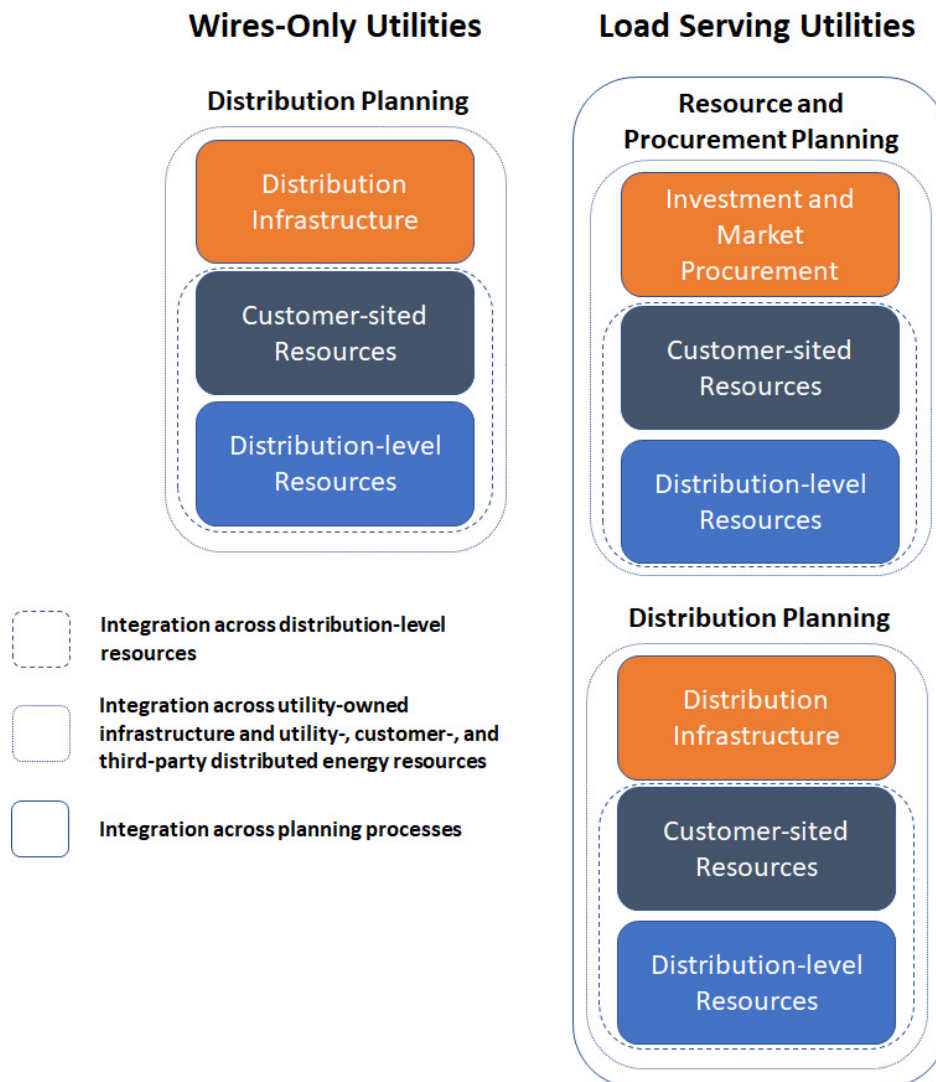 Wires-Only Utilities
Distribution Planning
Distribution
Infrastructure
Customer-sited
Resources
Distribution-level
Resources
Load Serving Utilities
Resource and
Procurement Planning
Investment and
Market
Procurement
Customer-sited
Resources
Distribution-level
Resources
Distribution Planning
Distribution
Infrastructure
Customer-sited
Resources
Distribution-level
Resources
Integration across distribution-level
resources
Integration across utility-owned
infrastructure and utility-, customer-, and
third-party distributed energy resources
Integration across planning processes